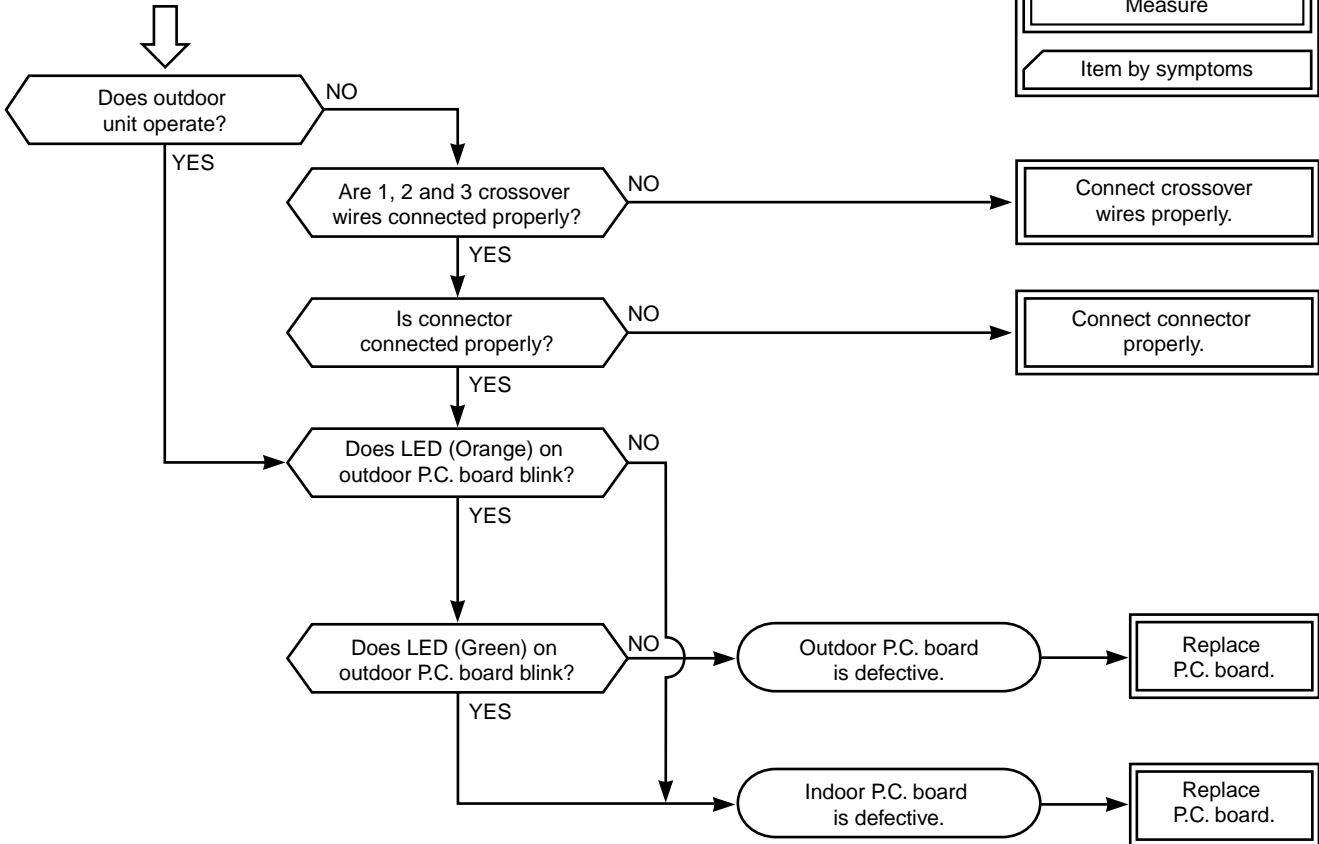 Measure
Item by symptoms
Does outdoor
unit operate?
NO
YES
Are 1, 2 and 3 crossover
wires connected properly?
NO
Connect crossover
wires properly.
YES
Is connector
connected properly?
NO
Connect connector
properly.
YES
Does LED (Orange) on
outdoor P.C. board blink?
NO
YES
Does LED (Green) on
outdoor P.C. board blink?
NO
Outdoor P.C. board
is defective.
Replace
P.C. board.
YES
Indoor P.C. board
is defective.
Replace
P.C. board.